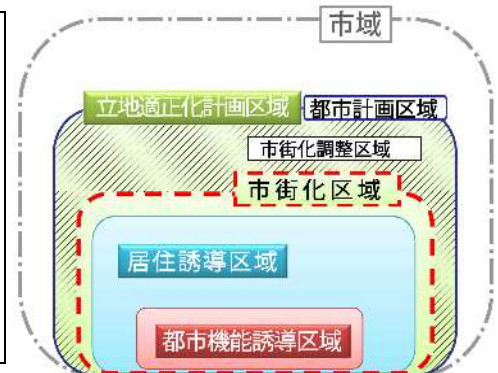 市域
立地適正化計画区域 都市計画区域
市街化調整区域
市街化区域
居住誘導区域
都市機能誘導区域